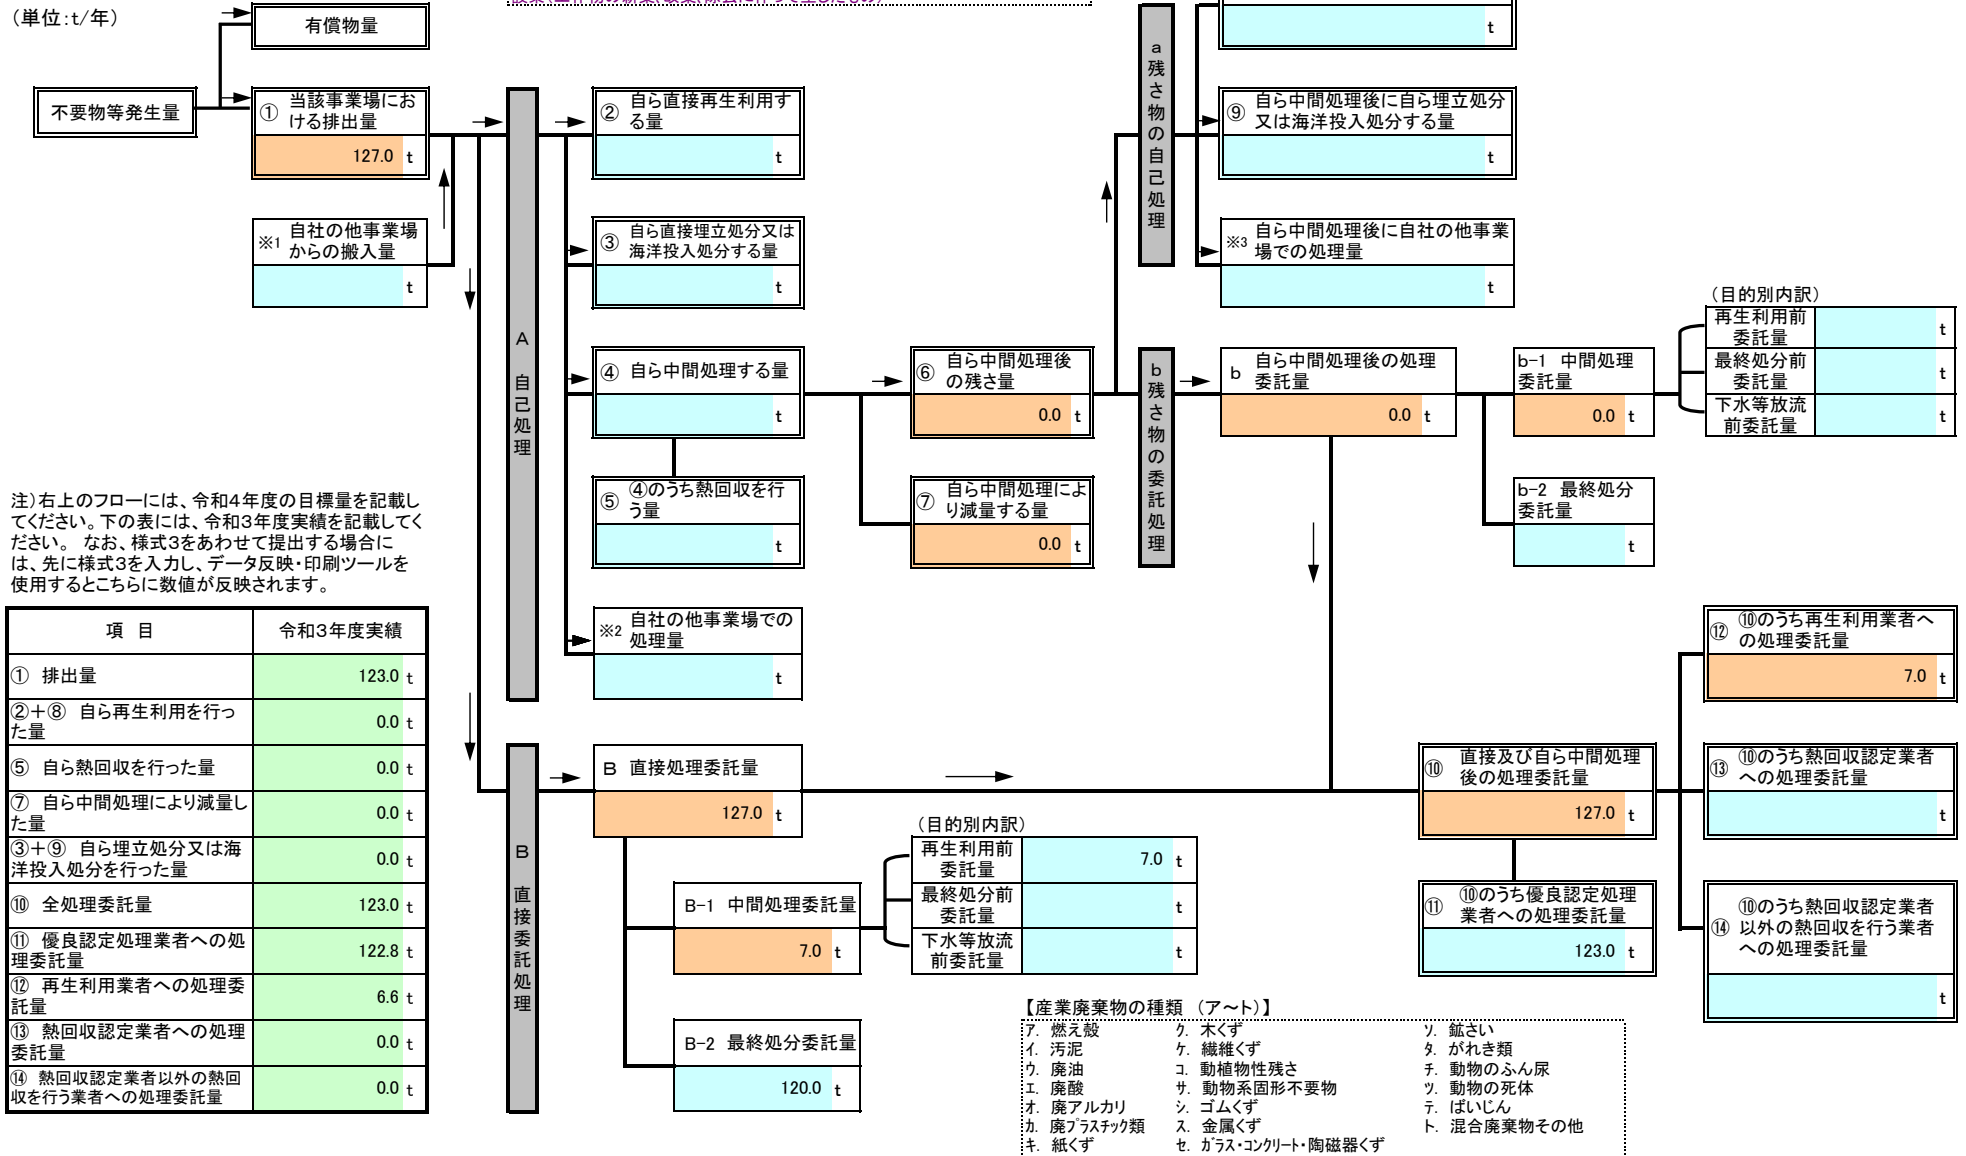 （単位：t/年）
有償物量
不要物等発生量
① 当該事業場にお
ける排出量
127.0 t
※1 自社の他事業場
からの搬入量
t
A 自己処理
② 自ら直接再生利用す
る量
t
③ 自ら直接埋立処分又は
海洋投入処分する量
t
④ 自ら中間処理する量
t
⑤ ④のうち熱回収を行
う量
t
※2 自社の他事業場での
処理量
t
⑥ 自ら中間処理後
の残さ量
0.0 t
⑦ 自ら中間処理によ
り減量する量
0.0 t
a 残さ物の自己処理
t
⑨ 自ら中間処理後に自ら埋立処分
又は海洋投入処分する量
t
※3 自ら中間処理後に自社の他事業
場での処理量
t
b 残さ物の委託処理
b 自ら中間処理後の処理
委託量
0.0 t
b-1 中間処理
委託量
0.0 t
（目的別内訳）
再生利用前
委託量
t
最終処分前
委託量
t
下水等放流
前委託量
t
b-2 最終処分
委託量
t
注）右上のフローには、令和４年度の目標量を記載し
てください。下の表には、令和３年度実績を記載してく
ださい。 なお、様式３をあわせて提出する場合に
は、先に様式３を入力し、データ反映・印刷ツールを
使用するとこちらに数値が反映されます。
項 目 令和３年度実績
① 排出量 123.0 t
②＋⑧ 自ら再生利用を行っ
た量 0.0 t
⑤ 自ら熱回収を行った量 0.0 t
⑦ 自ら中間処理により減量し
た量 0.0 t
③＋⑨ 自ら埋立処分又は海
洋投入処分を行った量 0.0 t
⑩ 全処理委託量 123.0 t
⑪ 優良認定処理業者への処
理委託量 122.8 t
⑫ 再生利用業者への処理委
託量 6.6 t
⑬ 熱回収認定業者への処理
委託量 0.0 t
⑭ 熱回収認定業者以外の熱回
収を行う業者への処理委託量 0.0 t
B 直接委託処理
B 直接処理委託量
127.0 t
B-1 中間処理委託量
7.0 t
（目的別内訳）
再生利用前
委託量
7.0 t
最終処分前
委託量
t
下水等放流
前委託量
t
B-2 最終処分委託量
120.0 t
⑩ 直接及び自ら中間処理
後の処理委託量
127.0 t
⑪ ⑩のうち優良認定処理
業者への処理委託量
123.0 t
⑫ ⑩のうち再生利用業者へ
の処理委託量
7.0 t
⑬ ⑩のうち熱回収認定業者
への処理委託量
t
⑭ ⑩のうち熱回収認定業者
以外の熱回収を行う業者
への処理委託量
t
【産業廃棄物の種類 （ア～ト）】
ア. 燃え殻 ク. 木くず ソ. 鉱さい
イ. 汚泥 ケ. 繊維くず タ. がれき類
ウ. 廃油 コ. 動植物性残さ チ. 動物のふん尿
エ. 廃酸 サ. 動物系固形不要物 ツ. 動物の死体
オ. 廃アルカリ シ. ゴムくず テ. ばいじん
カ. 廃プラスチック類 ス. 金属くず ト. 混合廃棄物その他
キ. 紙くず セ. ガラス・コンクリート・陶磁器くず